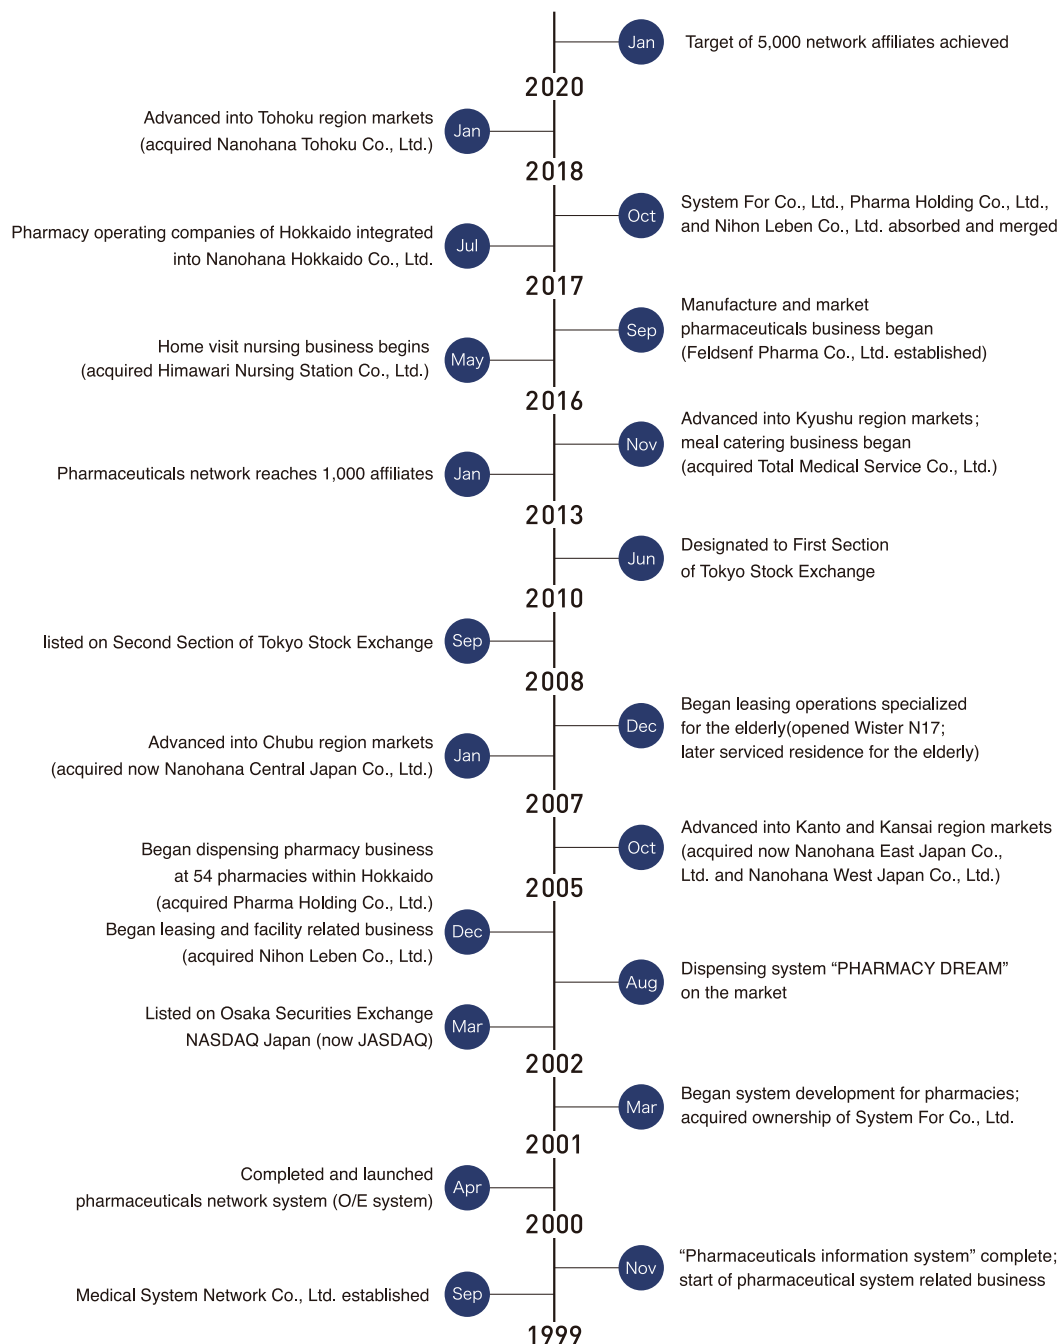 Jan
Target of 5,000 network affiliates achieved
2020
Advanced into Tohoku region markets
(acquired Nanohana Tohoku Co., Ltd.)
Jan
2018
Oct
System For Co., Ltd., Pharma Holding Co., Ltd.,
and Nihon Leben Co., Ltd. absorbed and merged
Pharmacy operating companies of Hokkaido integrated
into Nanohana Hokkaido Co., Ltd.
Jul
2017
Sep
Manufacture and market
pharmaceuticals business began
(Feldsenf Pharma Co., Ltd. established)
Home visit nursing business begins
(acquired Himawari Nursing Station Co., Ltd.)
May
2016
Nov
Advanced into Kyushu region markets;
meal catering business began
(acquired Total Medical Service Co., Ltd.)
Pharmaceuticals network reaches 1,000 affiliates
Jan
2013
Jun
Designated to First Section
of Tokyo Stock Exchange
2010
listed on Second Section of Tokyo Stock Exchange
Sep
2008
Dec
Began leasing operations specialized
for the elderly(opened Wister N17;
later serviced residence for the elderly)
Advanced into Chubu region markets
(acquired now Nanohana Central Japan Co., Ltd.)
Jan
2007
Oct
Advanced into Kanto and Kansai region markets
(acquired now Nanohana East Japan Co.,
Ltd. and Nanohana West Japan Co., Ltd.)
2005
Began dispensing pharmacy business
at 54 pharmacies within Hokkaido
(acquired Pharma Holding Co., Ltd.)
Began leasing and facility related business
(acquired Nihon Leben Co., Ltd.)
Dec
Aug
Dispensing system “PHARMACY DREAM”
on the market
Listed on Osaka Securities Exchange
NASDAQ Japan (now JASDAQ)
Mar
2002
Mar
Began system development for pharmacies;
acquired ownership of System For Co., Ltd.
2001
Completed and launched
pharmaceuticals network system (O/E system)
Apr
2000
Nov
“Pharmaceuticals information system” complete;
start of pharmaceutical system related business
Medical System Network Co., Ltd. established
Sep
1999